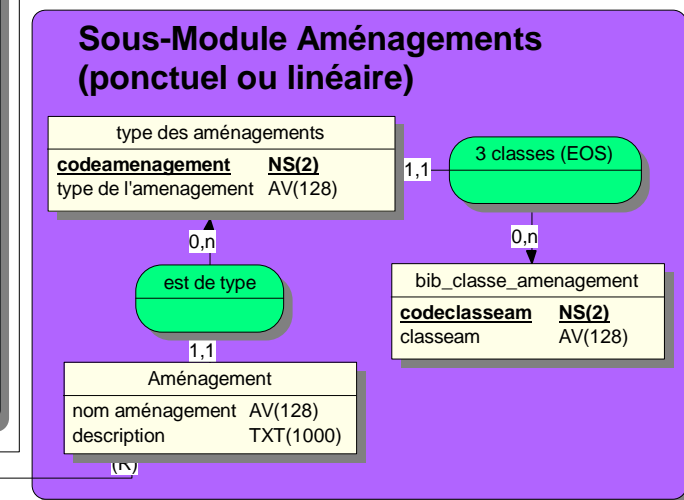 Sous-Module Aménagements
(ponctuel ou linéaire)
type des aménagements
codeamenagement NS(2)
type de l'amenagement AV(128)
1,1
3 classes (EOS)
0,n
0,n
est de type
bib_classe_amenagement
codeclasseam NS(2)
classeam AV(128)
1,1
Aménagement
nom aménagement AV(128)
description TXT(1000)
(R)